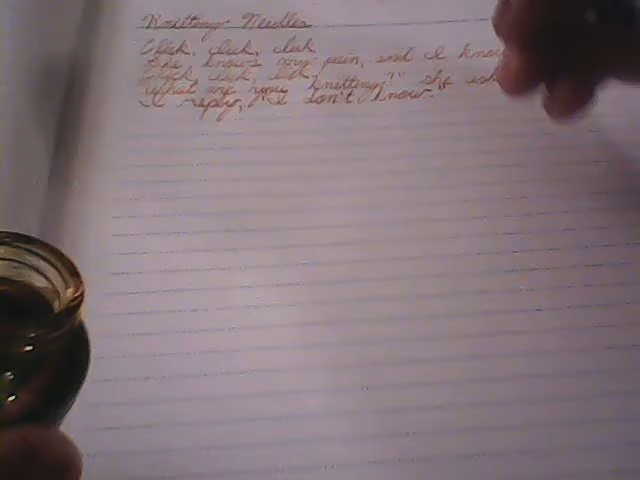 Knitting Needles
Click, click, click
She knows my pain, and I know
Click, click, click,
"What are you knitting?" she asks
I reply, "I don't know."